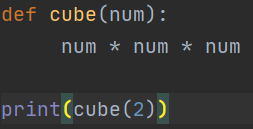 def cube(num):
    num * num * num
print(cube(2))